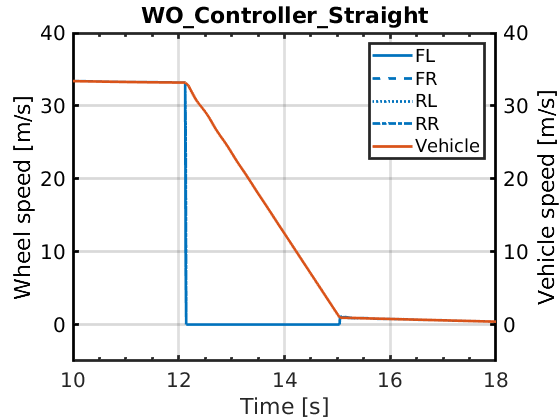 WO_Controller_Straight
40
30
20
10
0
Wheel speed [m/s]
FL
FR
RL
RR
Vehicle
40
30
20
10
0
Vehicle speed [m/s]
10 12 14 16 18
Time [s]